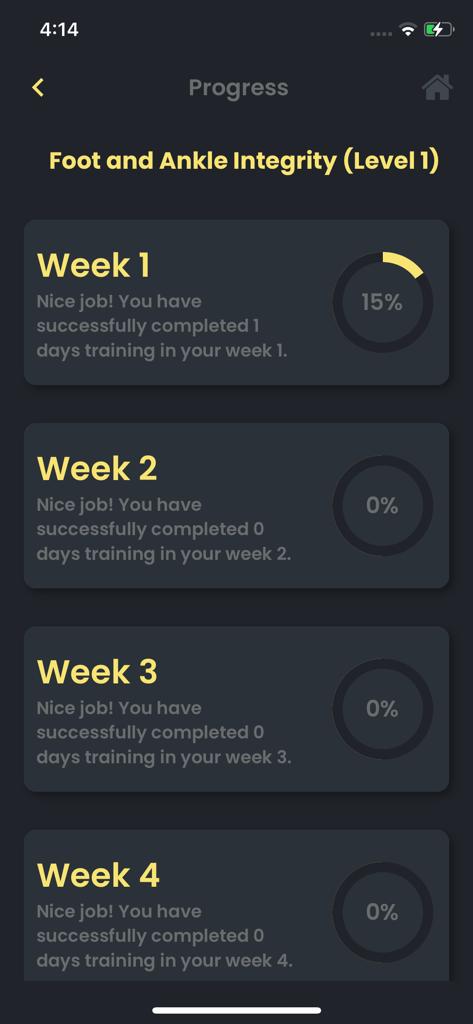 4:14
Progress
Foot and Ankle Integrity (Level 1)
Week 1
Nice job! You have
successfully completed 1
days training in your week 1.
15%
Week 2
Nice job! You have
successfully completed 0
days training in your week 2.
0%
Week 3
Nice job! You have
successfully completed 0
days training in your week 3.
0%
Week 4
Nice job! You have
successfully completed 0
days training in your week 4.
0%